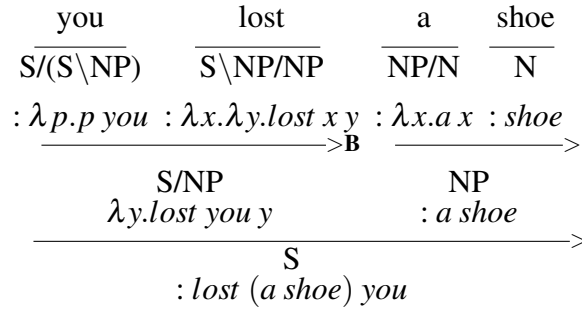 you lost a shoe
S/(S\NP) S\NP/NP NP/N N
: λp.p you : λx.λy.lost x y : λx.a x : shoe
>B >
S/NP NP
λy.lost you y : a shoe
>
S
: lost (a shoe) you